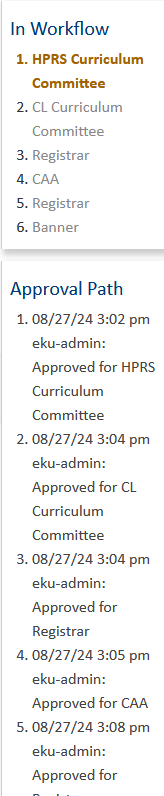 In Workflow
1. HPRS Curriculum
Committee
2. CL Curriculum
Committee
3. Registrar
4. CAA
5. Registrar
6. Banner
Approval Path
1. 08/27/24 3:02 pm
eku-admin:
Approved for HPRS
Curriculum
Committee
2. 08/27/24 3:04 pm
eku-admin:
Approved for CL
Curriculum
Committee
3. 08/27/24 3:04 pm
eku-admin:
Approved for
Registrar
4. 08/27/24 3:05 pm
eku-admin:
Approved for CAA
5. 08/27/24 3:08 pm
eku-admin:
Approved for